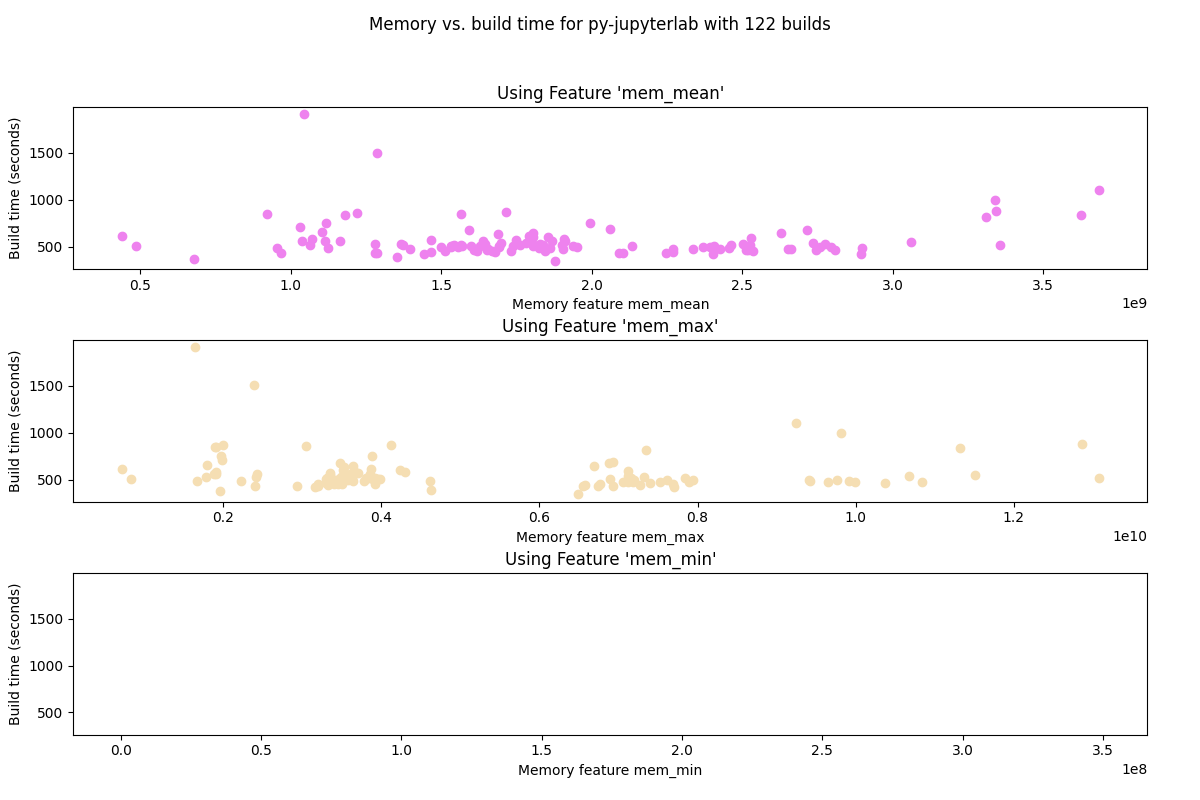 Memory vs. build time for py-jupyterlab with 122 builds
Using Feature 'mem_mean'
Build time (seconds)
1500
1000
500
0.5 1.0 1.5 2.0 2.5 3.0 3.5
1e9
Memory feature mem_mean
Using Feature 'mem_max'
Build time (seconds)
1500
1000
500
0.2 0.4 0.6 0.8 1.0 1.2
1e10
Memory feature mem_max
Using Feature 'mem_min'
Build time (seconds)
1500
1000
500
0.0 0.5 1.0 1.5 2.0 2.5 3.0 3.5
1e8
Memory feature mem_min